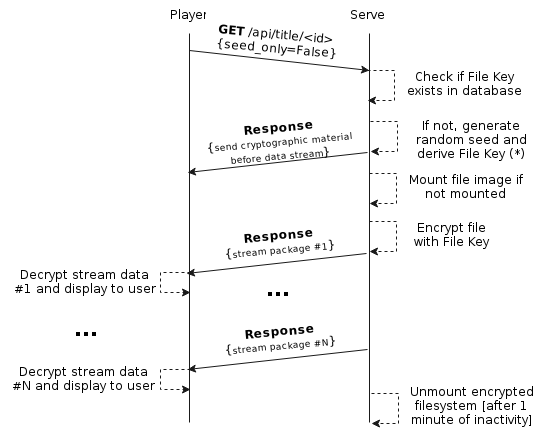 Player
Serve
GET /api/title/<id>
{seed_only=False}
Check if File Key
exists in database
If not, generate
random seed and
derive File Key (*)
Response
{send cryptographic material
before data stream}
Mount file image if
not mounted
Encrypt file
with File Key
Response
{stream package #1}
Decrypt stream data
#1 and display to user
...
...
Response
{stream package #N}
Decrypt stream data
#N and display to user
Unmount encrypted
filesystem [after 1
minute of inactivity]